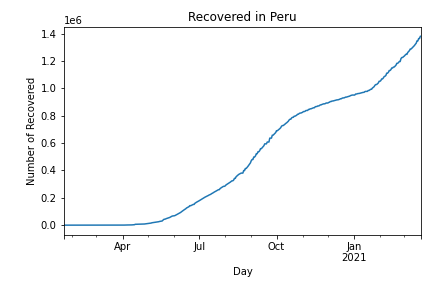 Recovered in Peru
1e6
1.4
1.2
1.0
0.8
0.6
0.4
0.2
0.0
Number of Recovered
Apr
Jul
Oct
Jan
2021
Day